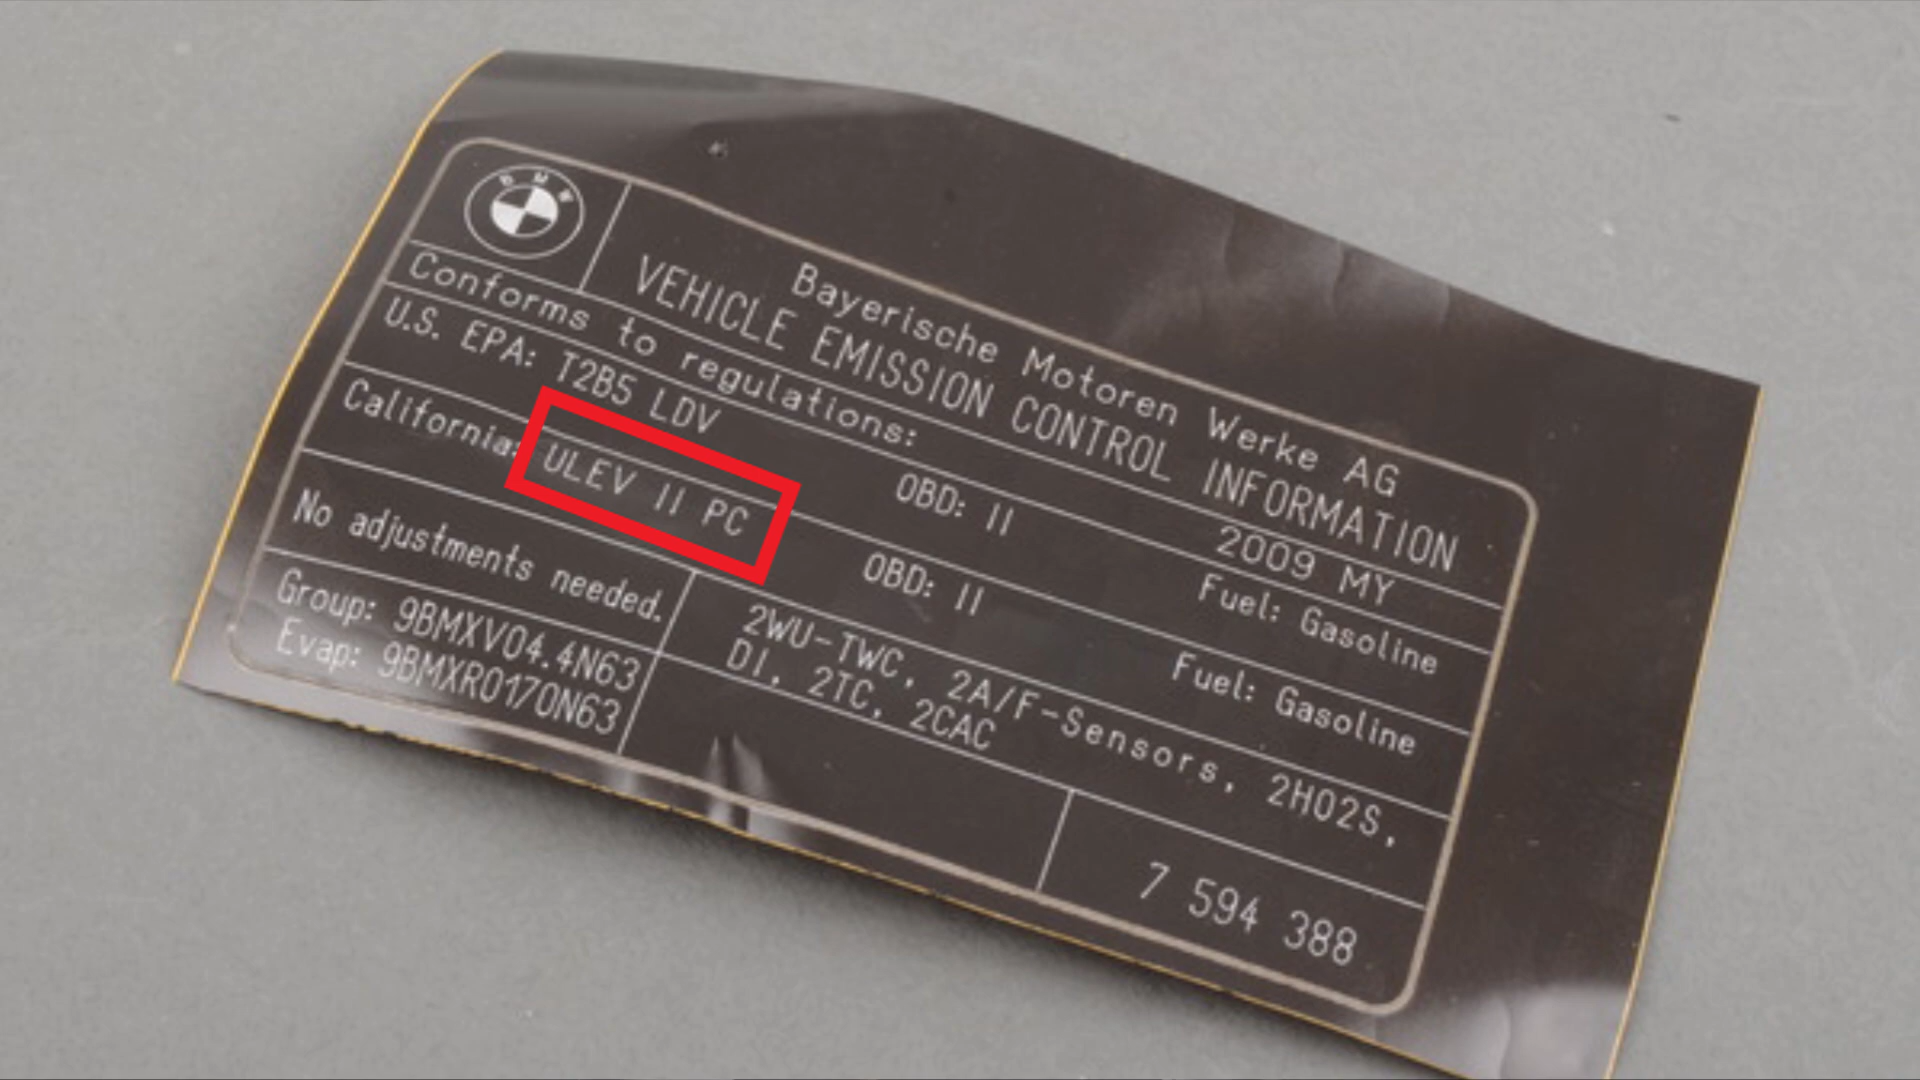 BMW
Bayerische Motoren Werke AG
VEHICLE EMISSION CONTROL INFORMATION
Conforms to regulations: 2009 MY
U.S. EPA: T2B5 LDV OBD: II Fuel: Gasoline
California: ULEV II PC OBD: II Fuel: Gasoline
No adjustments needed.
2WU-TWC, 2A/F-Sensors, 2HO2S,
DI, 2TC, 2CAC
Group: 9BMXV04.4N63
Evap: 9BMXR0170N63
7 594 388